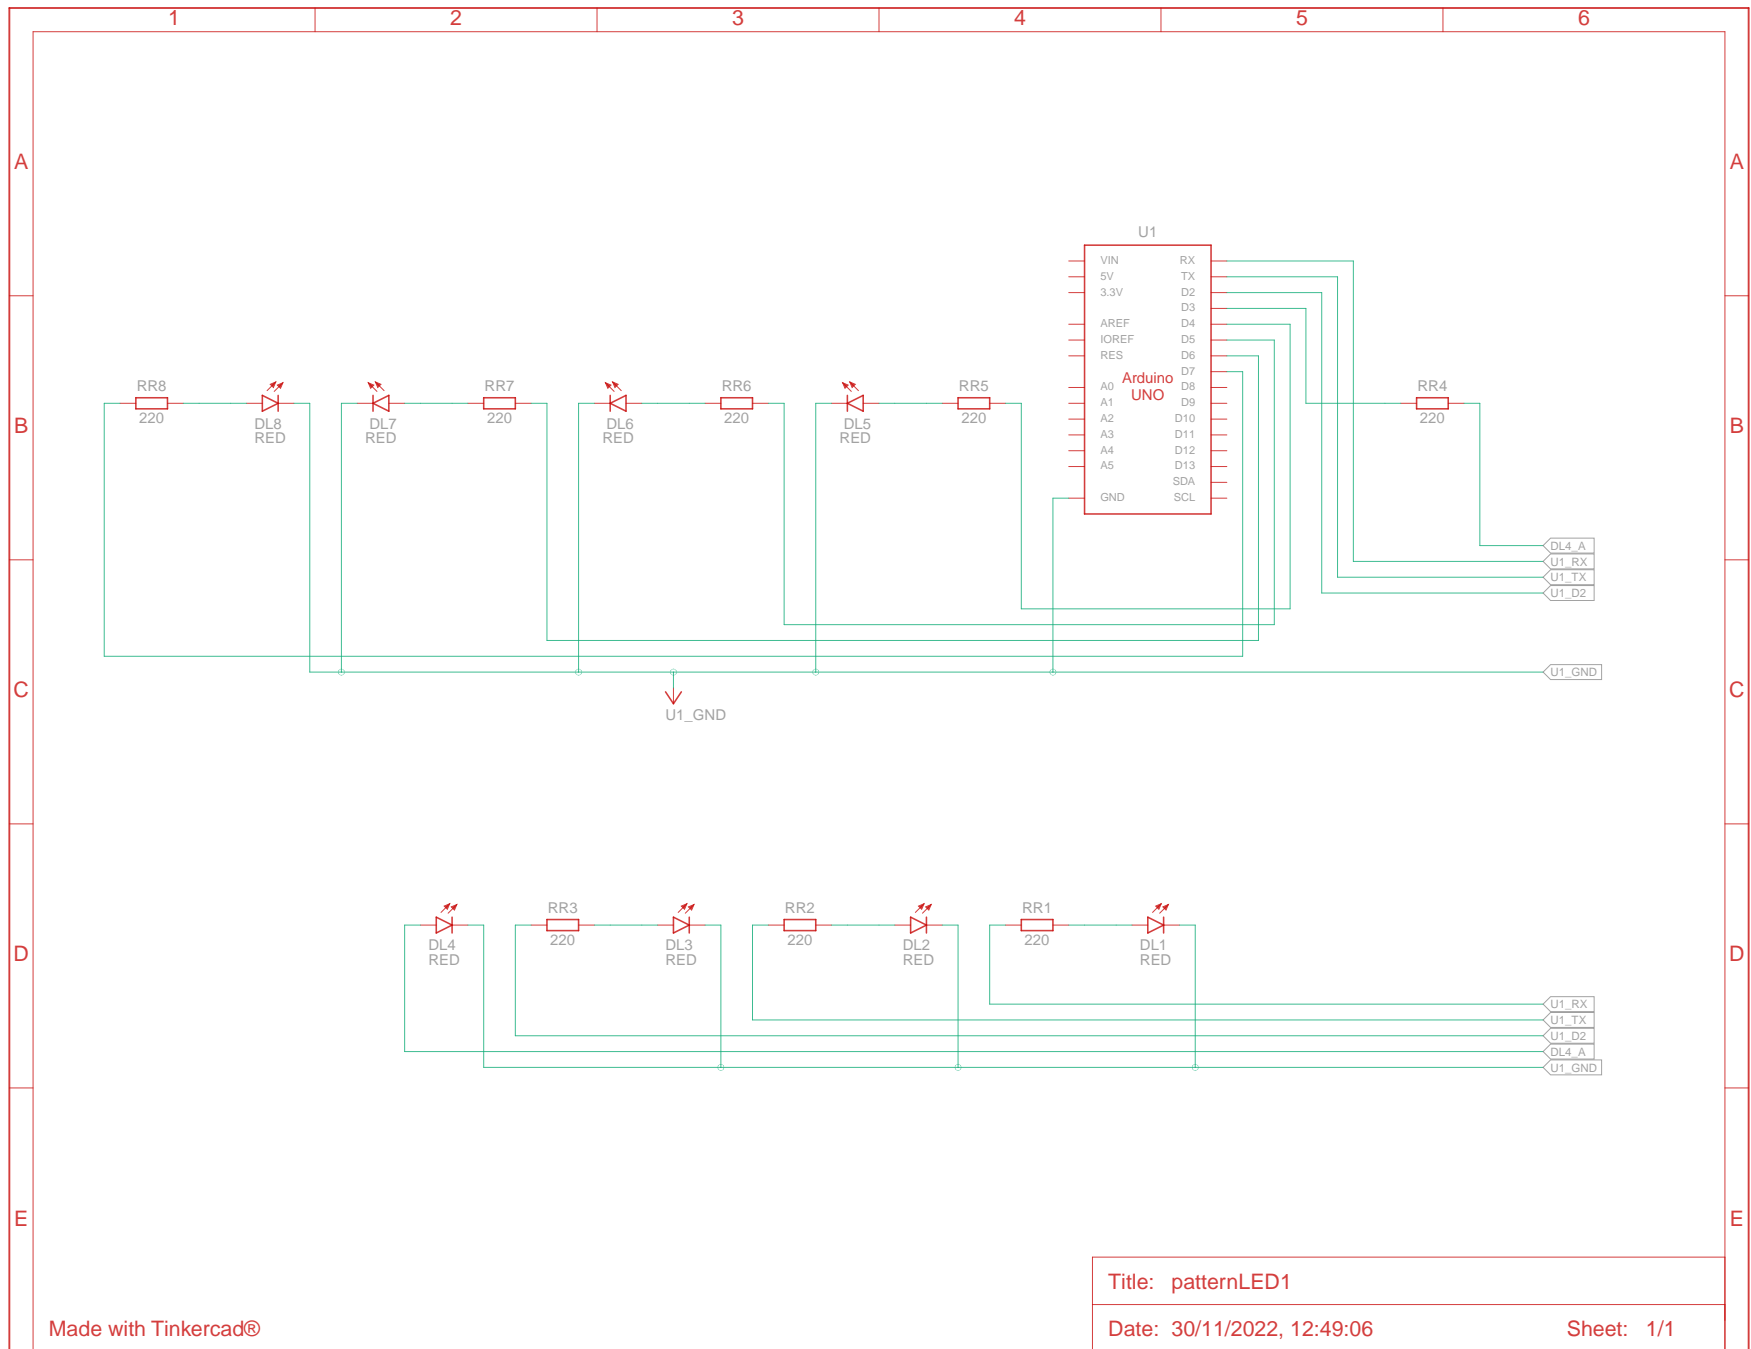 1 2 3 4 5 6
A A
U1
VIN RX
5V TX
3.3V D2
D3
AREF D4
IOREF D5
RES D6
D7
A0 Arduino D8
A1 UNO D9
A2 D10
A3 D11
A4 D12
A5 D13
SDA
GND SCL
RR8 RR7 RR6 RR5 RR4
220 220 220 220 220
DL8 DL7 DL6 DL5
RED RED RED RED
B B
DL4_A
U1_RX
U1_TX
U1_D2
U1_GND
C C
U1_GND
RR3 RR2 RR1
220 220 220
DL4 DL3 DL2 DL1
RED RED RED RED
D D
U1_RX
U1_TX
U1_D2
DL4_A
U1_GND
E E
Title: patternLED1
Made with Tinkercad®
Date: 30/11/2022, 12:49:06 Sheet: 1/1